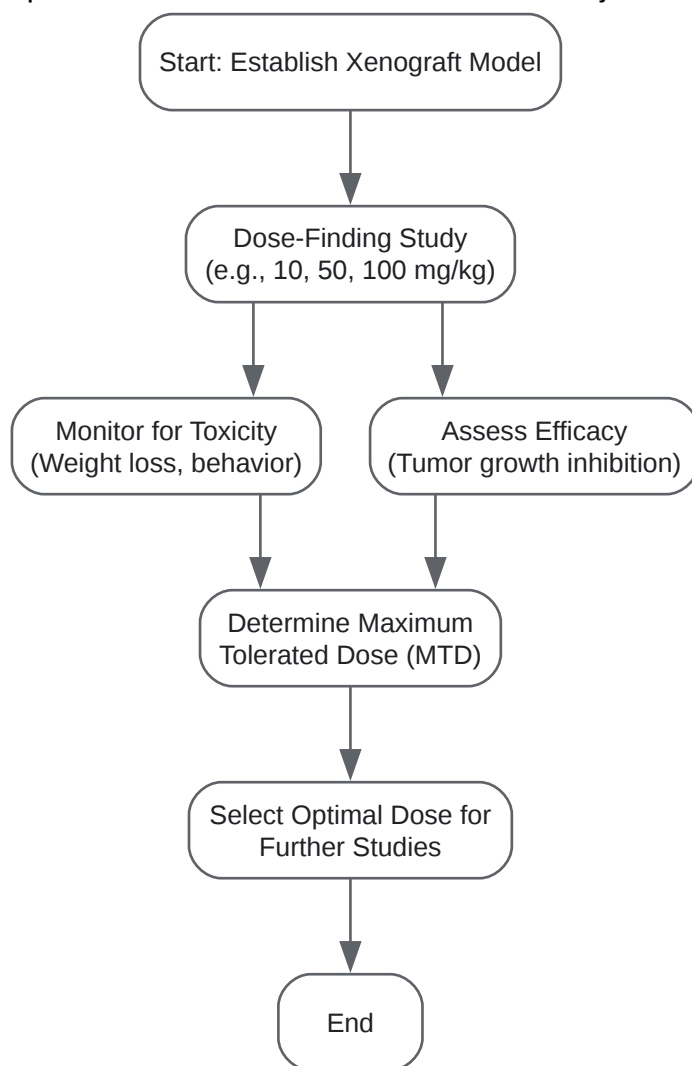 Start: Establish Xenograft Model
Dose-Finding Study
(e.g., 10, 50, 100 mg/kg)
Monitor for Toxicity
(Weight loss, behavior)
Assess Efficacy
(Tumor growth inhibition)
Determine Maximum
Tolerated Dose (MTD)
Select Optimal Dose for
Further Studies
End